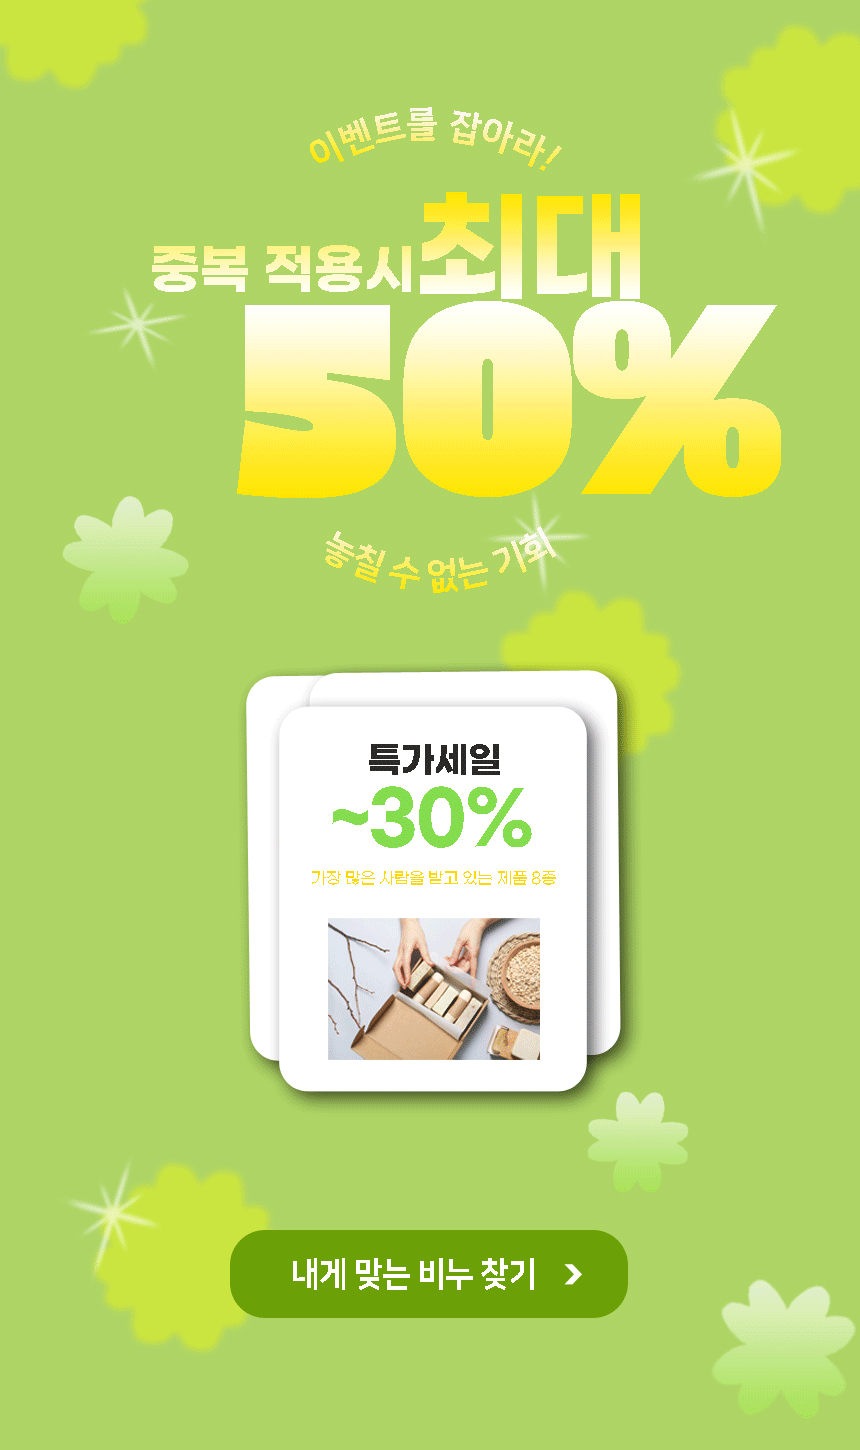 이벤트를 잡아라!
중복 적용시 최대
50%
놓칠 수 없는 기회
특가세일
~30%
가장 많은 사랍을 받고 있는 제품 8종
내게 맞는 비누 찾기